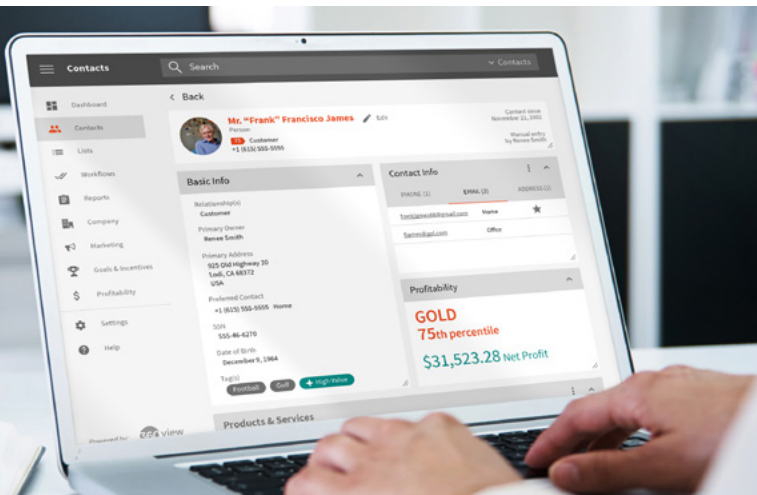 Contacts
Search
Contacts
Dashboard
Contacts
Lists
Workflows
Reports
Company
Marketing
Goals & Incentives
Profitability
Settings
Help
Powered by: 360 view
Back
Mr. "Frank" Francisco James
Edit
Person
75 Customer
+1 (615) 555-5555
Contact since
November 21, 2002
Manual entry
by Renee Smith
Basic Info
Relationship(s)
Customer
Primary Owner
Renee Smith
Primary Address
925 Old Highway 20
Lodi, CA 68372
USA
Preferred Contact
+1 (615) 555-5555 Home
SSN
555-86-6270
Date of Birth
December 9, 1964
Tag(s)
Football
Golf
+ High Value
Contact Info
PHONE (1) EMAIL (2) ADDRESS (2)
Home
Office
Profitability
GOLD
75th percentile
$31,523.28 Net Profit
Products & Services